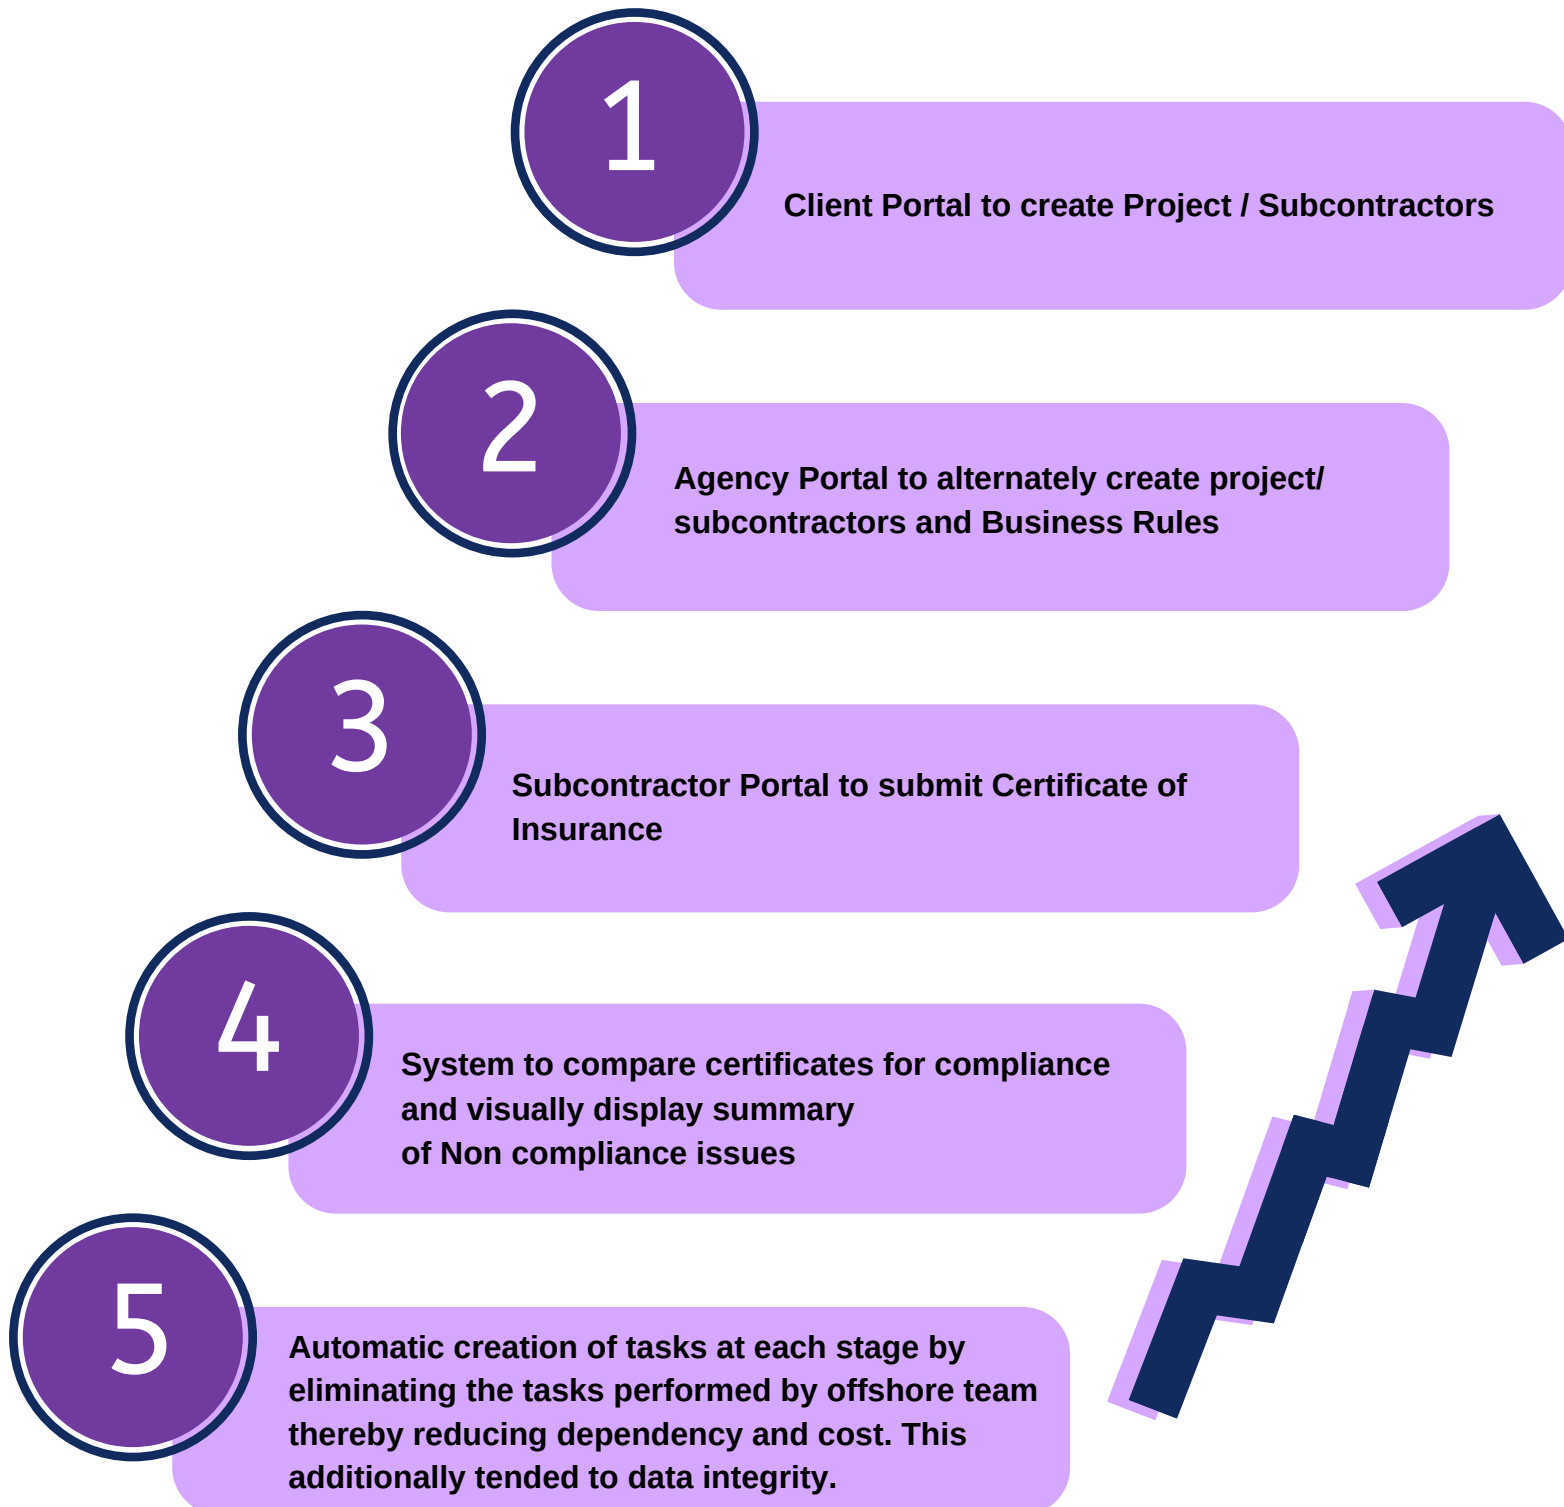 1
Client Portal to create Project / Subcontractors
2
Agency Portal to alternately create project/
subcontractors and Business Rules
3
Subcontractor Portal to submit Certificate of
Insurance
4
System to compare certificates for compliance
and visually display summary
of Non compliance issues
5
Automatic creation of tasks at each stage by
eliminating the tasks performed by offshore team
thereby reducing dependency and cost. This
additionally tended to data integrity.